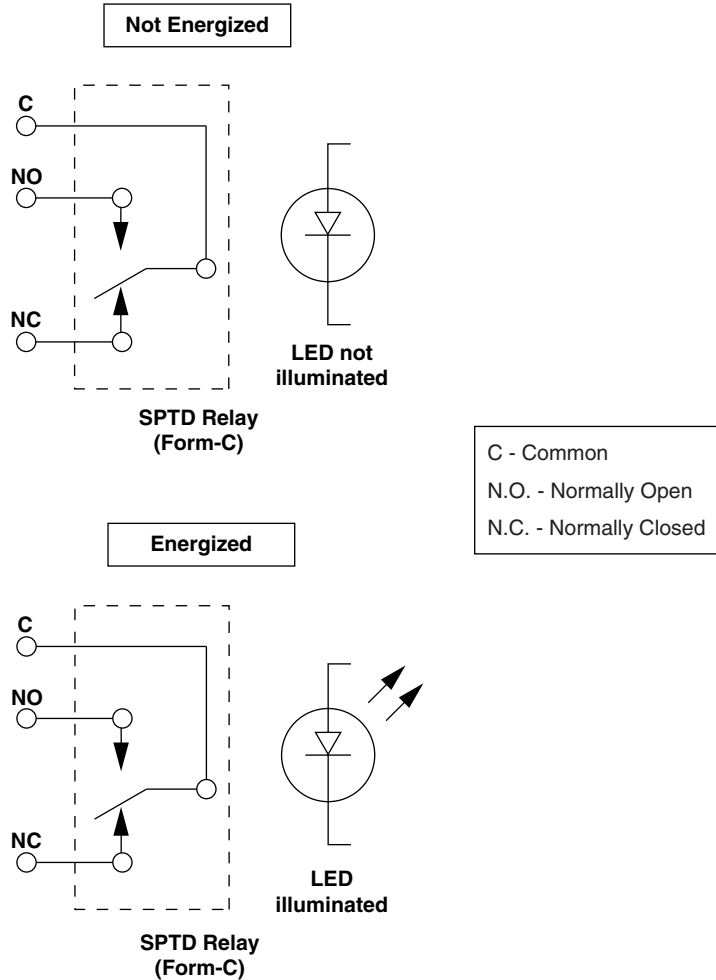 Not Energized
C
NO
NC
LED not
illuminated
SPTD Relay
(Form-C)
C - Common
N.O. - Normally Open
N.C. - Normally Closed
Energized
C
NO
NC
LED
illuminated
SPTD Relay
(Form-C)